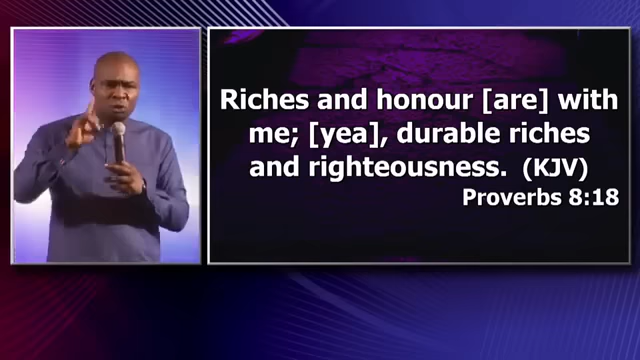 Riches and honour [are] with
me; [yea], durable riches
and righteousness. (KJV)
Proverbs 8:18